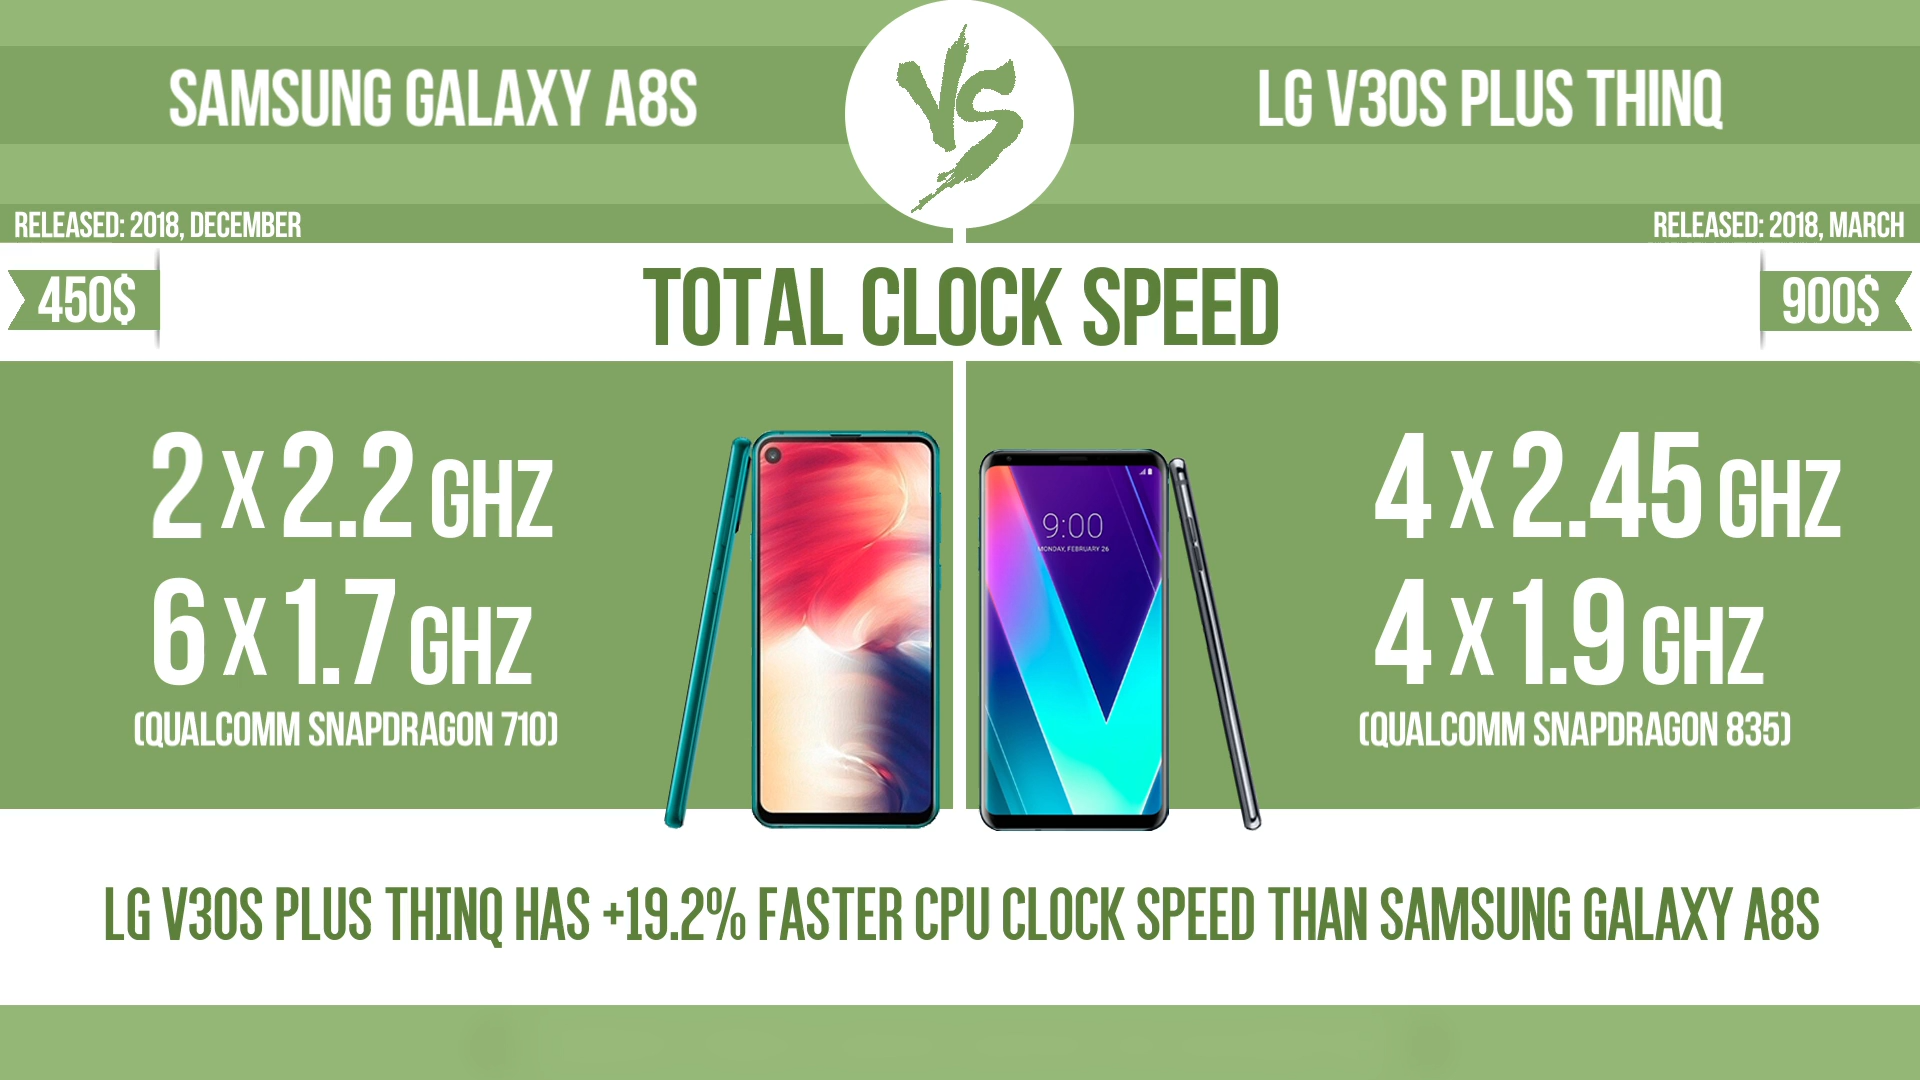 SAMSUNG GALAXY A8S
VS
LG V30S PLUS THINQ
RELEASED: 2018, DECEMBER
RELEASED: 2018, MARCH
450$
TOTAL CLOCK SPEED
900$
2 X 2.2 GHZ
6 X 1.7 GHZ
(QUALCOMM SNAPDRAGON 710)
9:00
MONDAY, FEBRUARY 26
4 X 2.45 GHZ
4 X 1.9 GHZ
(QUALCOMM SNAPDRAGON 835)
LG V30S PLUS THINQ HAS +19.2% FASTER CPU CLOCK SPEED THAN SAMSUNG GALAXY A8S